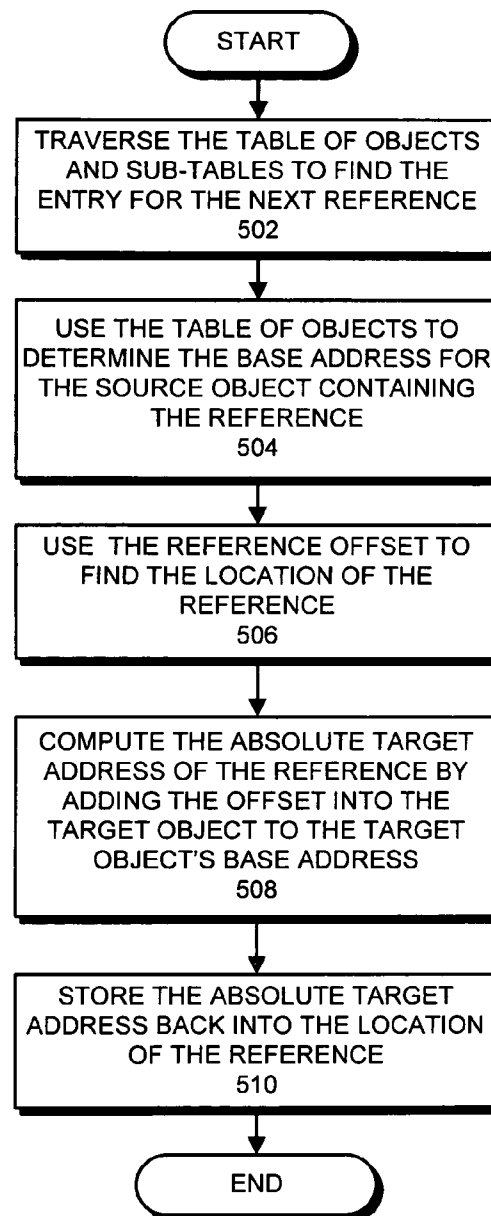 START
TRAVERSE THE TABLE OF OBJECTS
AND SUB-TABLES TO FIND THE
ENTRY FOR THE NEXT REFERENCE
502
USE THE TABLE OF OBJECTS TO
DETERMINE THE BASE ADDRESS FOR
THE SOURCE OBJECT CONTAINING
THE REFERENCE
504
USE THE REFERENCE OFFSET TO
FIND THE LOCATION OF THE
REFERENCE
506
COMPUTE THE ABSOLUTE TARGET
ADDRESS OF THE REFERENCE BY
ADDING THE OFFSET INTO THE
TARGET OBJECT TO THE TARGET
OBJECT'S BASE ADDRESS
508
STORE THE ABSOLUTE TARGET
ADDRESS BACK INTO THE LOCATION
OF THE REFERENCE
510
END